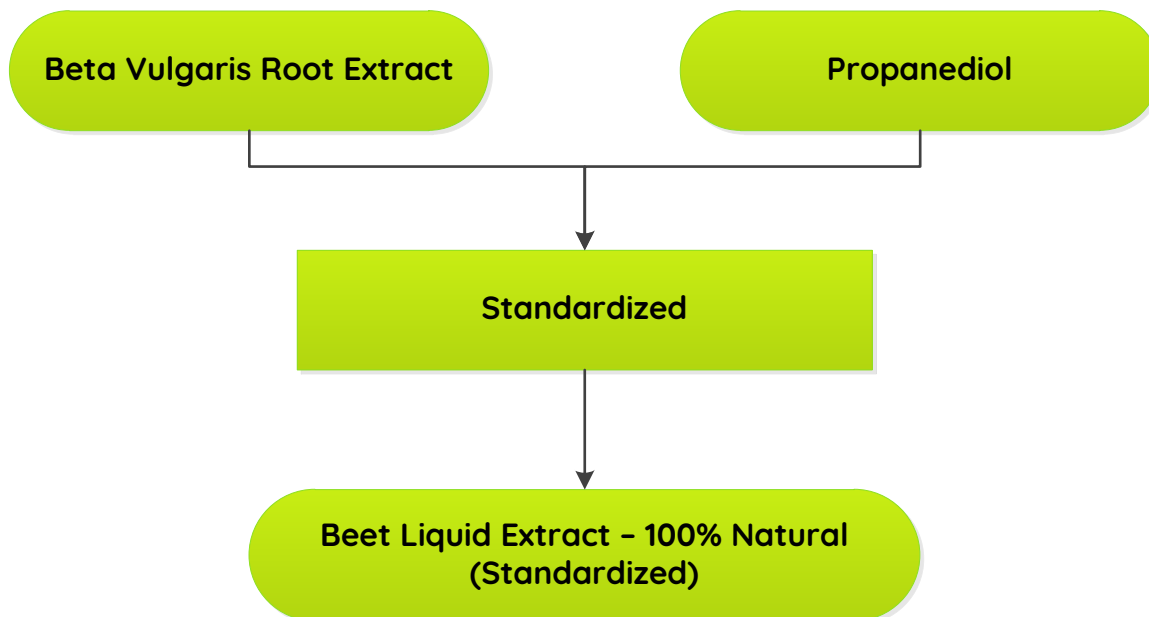 Beta Vulgaris Root Extract
Propanediol
Standardized
Beet Liquid Extract – 100% Natural
(Standardized)